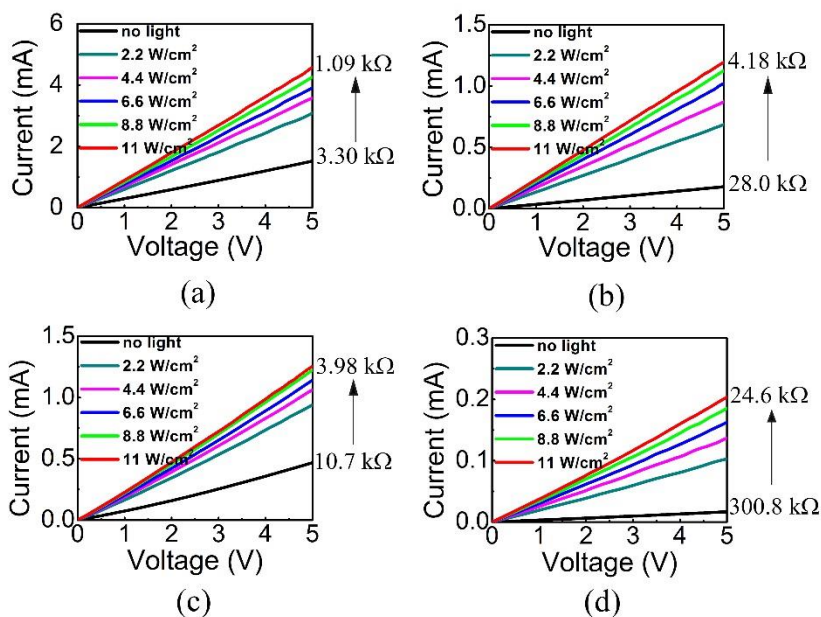 6
4
2
0
Current (mA)
no light
2.2 W/cm²
4.4 W/cm²
6.6 W/cm²
8.8 W/cm²
11 W/cm²
1.09 kΩ
3.30 kΩ
0 1 2 3 4 5
Voltage (V)
(a)
1.5
1.0
0.5
0.0
Current (mA)
no light
2.2 W/cm²
4.4 W/cm²
6.6 W/cm²
8.8 W/cm²
11 W/cm²
4.18 kΩ
28.0 kΩ
0 1 2 3 4 5
Voltage (V)
(b)
1.5
1.0
0.5
0.0
Current (mA)
no light
2.2 W/cm²
4.4 W/cm²
6.6 W/cm²
8.8 W/cm²
11 W/cm²
3.98 kΩ
10.7 kΩ
0 1 2 3 4 5
Voltage (V)
(c)
0.3
0.2
0.1
0.0
Current (mA)
no light
2.2 W/cm²
4.4 W/cm²
6.6 W/cm²
8.8 W/cm²
11 W/cm²
24.6 kΩ
300.8 kΩ
0 1 2 3 4 5
Voltage (V)
(d)